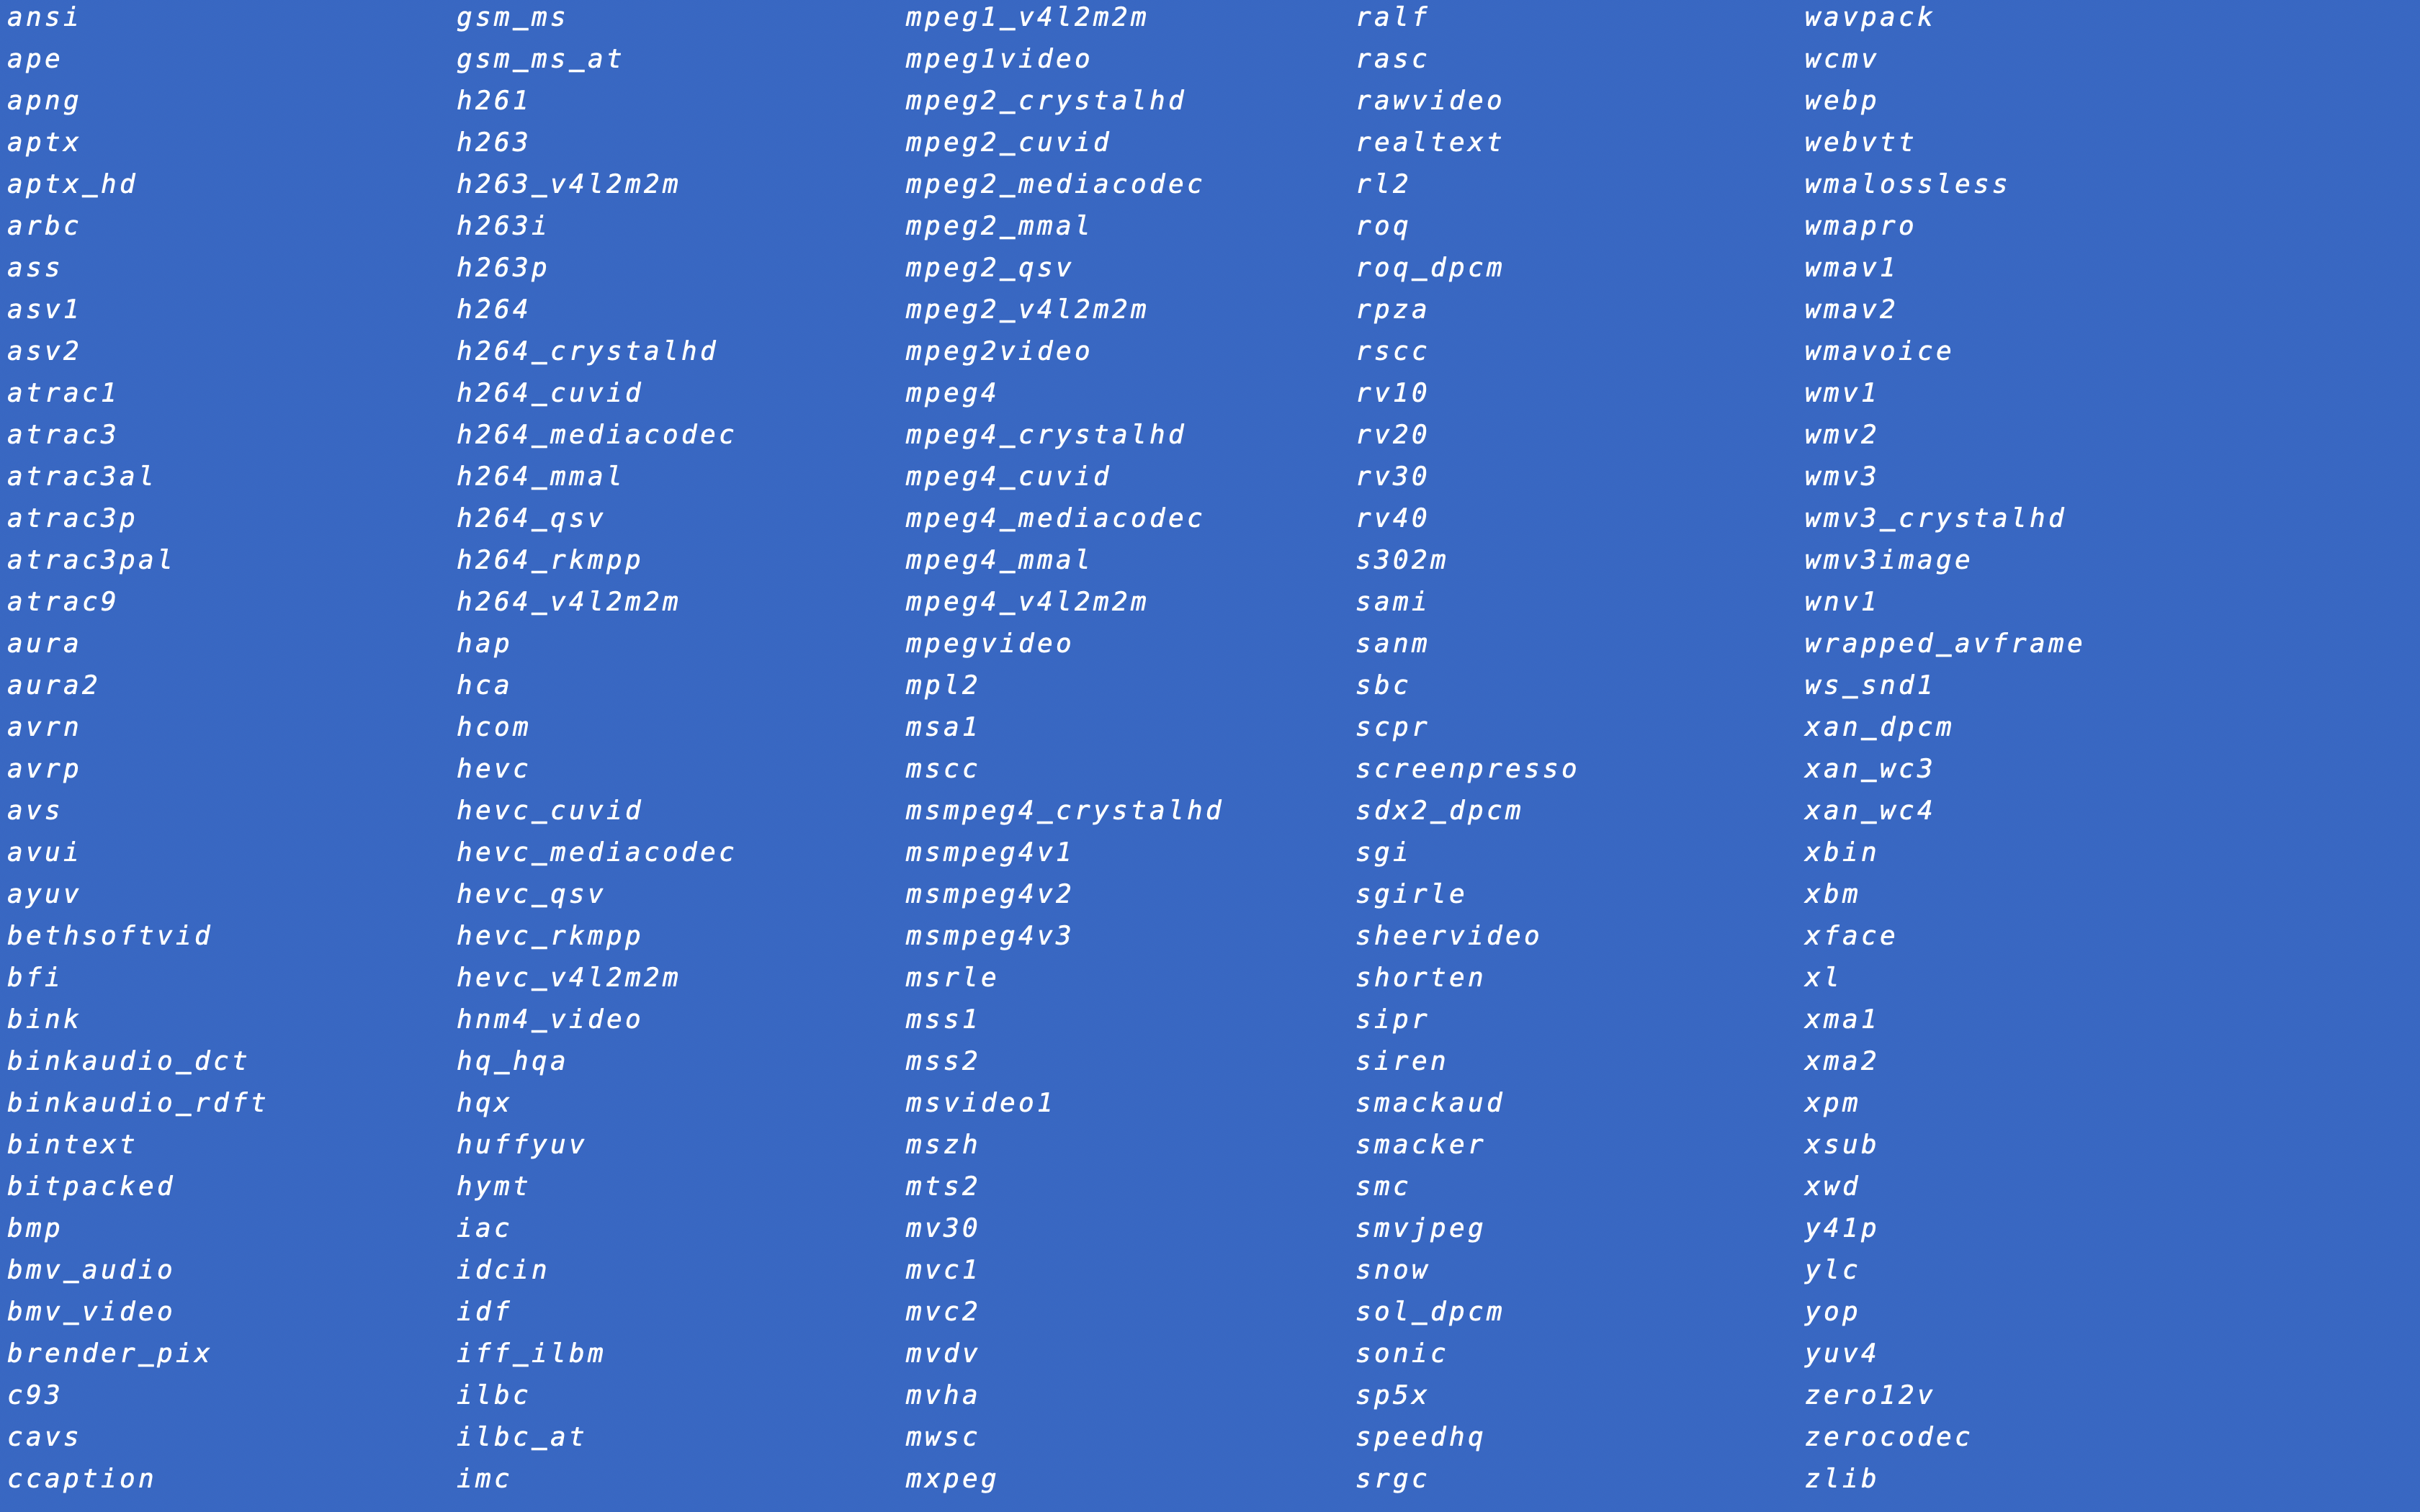 ansi gsm_ms mpeg1_v4l2m2m ralf wavpack
ape gsm_ms_at mpeg1video rasc wcmv
apng h261 mpeg2_crystalhd rawvideo webp
aptx h263 mpeg2_cuvid realtext webvtt
aptx_hd h263_v4l2m2m mpeg2_mediacodec rl2 wmalossless
arbc h263i mpeg2_mmal roq wmapro
ass h263p mpeg2_qsv roq_dpcm wmav1
asv1 h264 mpeg2_v4l2m2m rpza wmav2
asv2 h264_crystalhd mpeg2video rscc wmavoice
atrac1 h264_cuvid mpeg4 rv10 wmv1
atrac3 h264_mediacodec mpeg4_crystalhd rv20 wmv2
atrac3al h264_mmal mpeg4_cuvid rv30 wmv3
atrac3p h264_qsv mpeg4_mediacodec rv40 wmv3_crystalhd
atrac3pal h264_rkmpp mpeg4_mmal s302m wmv3image
atrac9 h264_v4l2m2m mpeg4_v4l2m2m sami wnv1
aura hap mpegvideo sanm wrapped_avframe
aura2 hca mpl2 sbc ws_snd1
avrn hcom msa1 scpr xan_dpcm
avrp hevc mscc screenpresso xan_wc3
avs hevc_cuvid msmpeg4_crystalhd sdx2_dpcm xan_wc4
avui hevc_mediacodec msmpeg4v1 sgi xbin
ayuv hevc_qsv msmpeg4v2 sgirle xbm
bethsoftvid hevc_rkmpp msmpeg4v3 sheervideo xface
bfi hevc_v4l2m2m msrle shorten xl
bink hnm4_video mss1 sipr xma1
binkaudio_dct hq_hqa mss2 siren xma2
binkaudio_rdft hqx msvideo1 smackaud xpm
bintext huffyuv mszh smacker xsub
bitpacked hymt mts2 smc xwd
bmp iac mv30 smvjpeg y41p
bmv_audio idcin mvc1 snow ylc
bmv_video idf mvc2 sol_dpcm yop
brender_pix iff_ilbm mvdv sonic yuv4
c93 ilbc mvha sp5x zero12v
cavs ilbc_at mwsc speedhq zerocodec
ccaption imc mxpeg srgc zlib